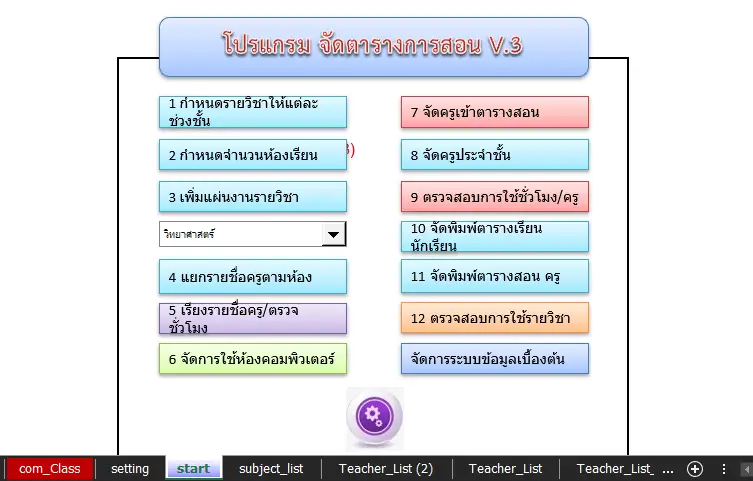 โปรแกรม จัดตารางการสอน V.3
1 กำหนดรายวิชาให้แต่ละ
ช่วงชั้น
2 กำหนดจำนวนห้องเรียน
3 เพิ่มแผ่นงานรายวิชา
วิทยาศาสตร์
4 แยกรายชื่อครูตามห้อง
5 เรียงรายชื่อครู/ตรวจ
ชั่วโมง
6 จัดการใช้ห้องคอมพิวเตอร์
7 จัดครูเข้าตารางสอน
8 จัดครูประจำชั้น
9 ตรวจสอบการใช้ชั่วโมง/ครู
10 จัดพิมพ์ตารางเรียน
นักเรียน
11 จัดพิมพ์ตารางสอน ครู
12 ตรวจสอบการใช้รายวิชา
จัดการระบบข้อมูลเบื้องต้น
com_Class setting start subject_list Teacher_List (2) Teacher_List Teacher_List_ ...